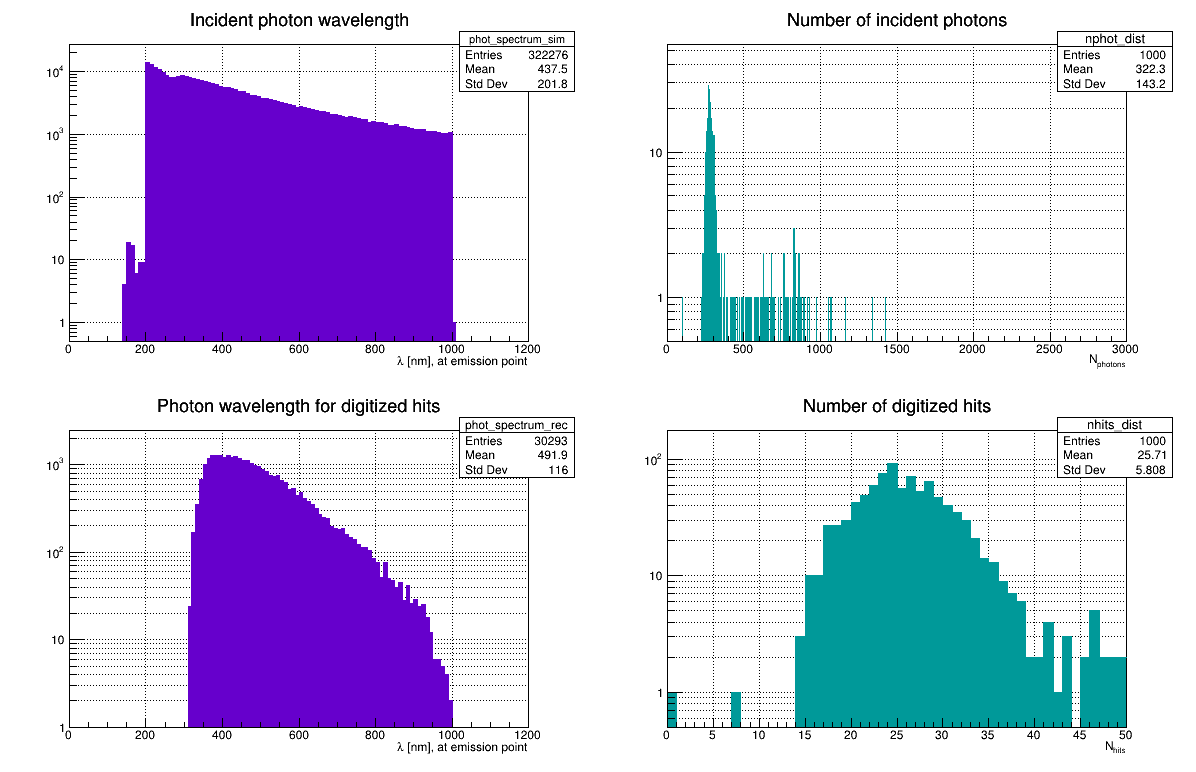 Incident photon wavelength
phot_spectrum_sim
Entries 322276
Mean 437.5
Std Dev 201.8
10^4
10^3
10^2
10
1
0 200 400 600 800 1000 1200
λ [nm], at emission point
Number of incident photons
nphot_dist
Entries 1000
Mean 322.3
Std Dev 143.2
10
1
0 500 1000 1500 2000 2500 3000
N_photons
Photon wavelength for digitized hits
phot_spectrum_rec
Entries 30293
Mean 491.9
Std Dev 116
10^3
10^2
10
1
0 200 400 600 800 1000 1200
λ [nm], at emission point
Number of digitized hits
nhits_dist
Entries 1000
Mean 25.71
Std Dev 5.808
10^2
10
1
0 5 10 15 20 25 30 35 40 45 50
N_hits